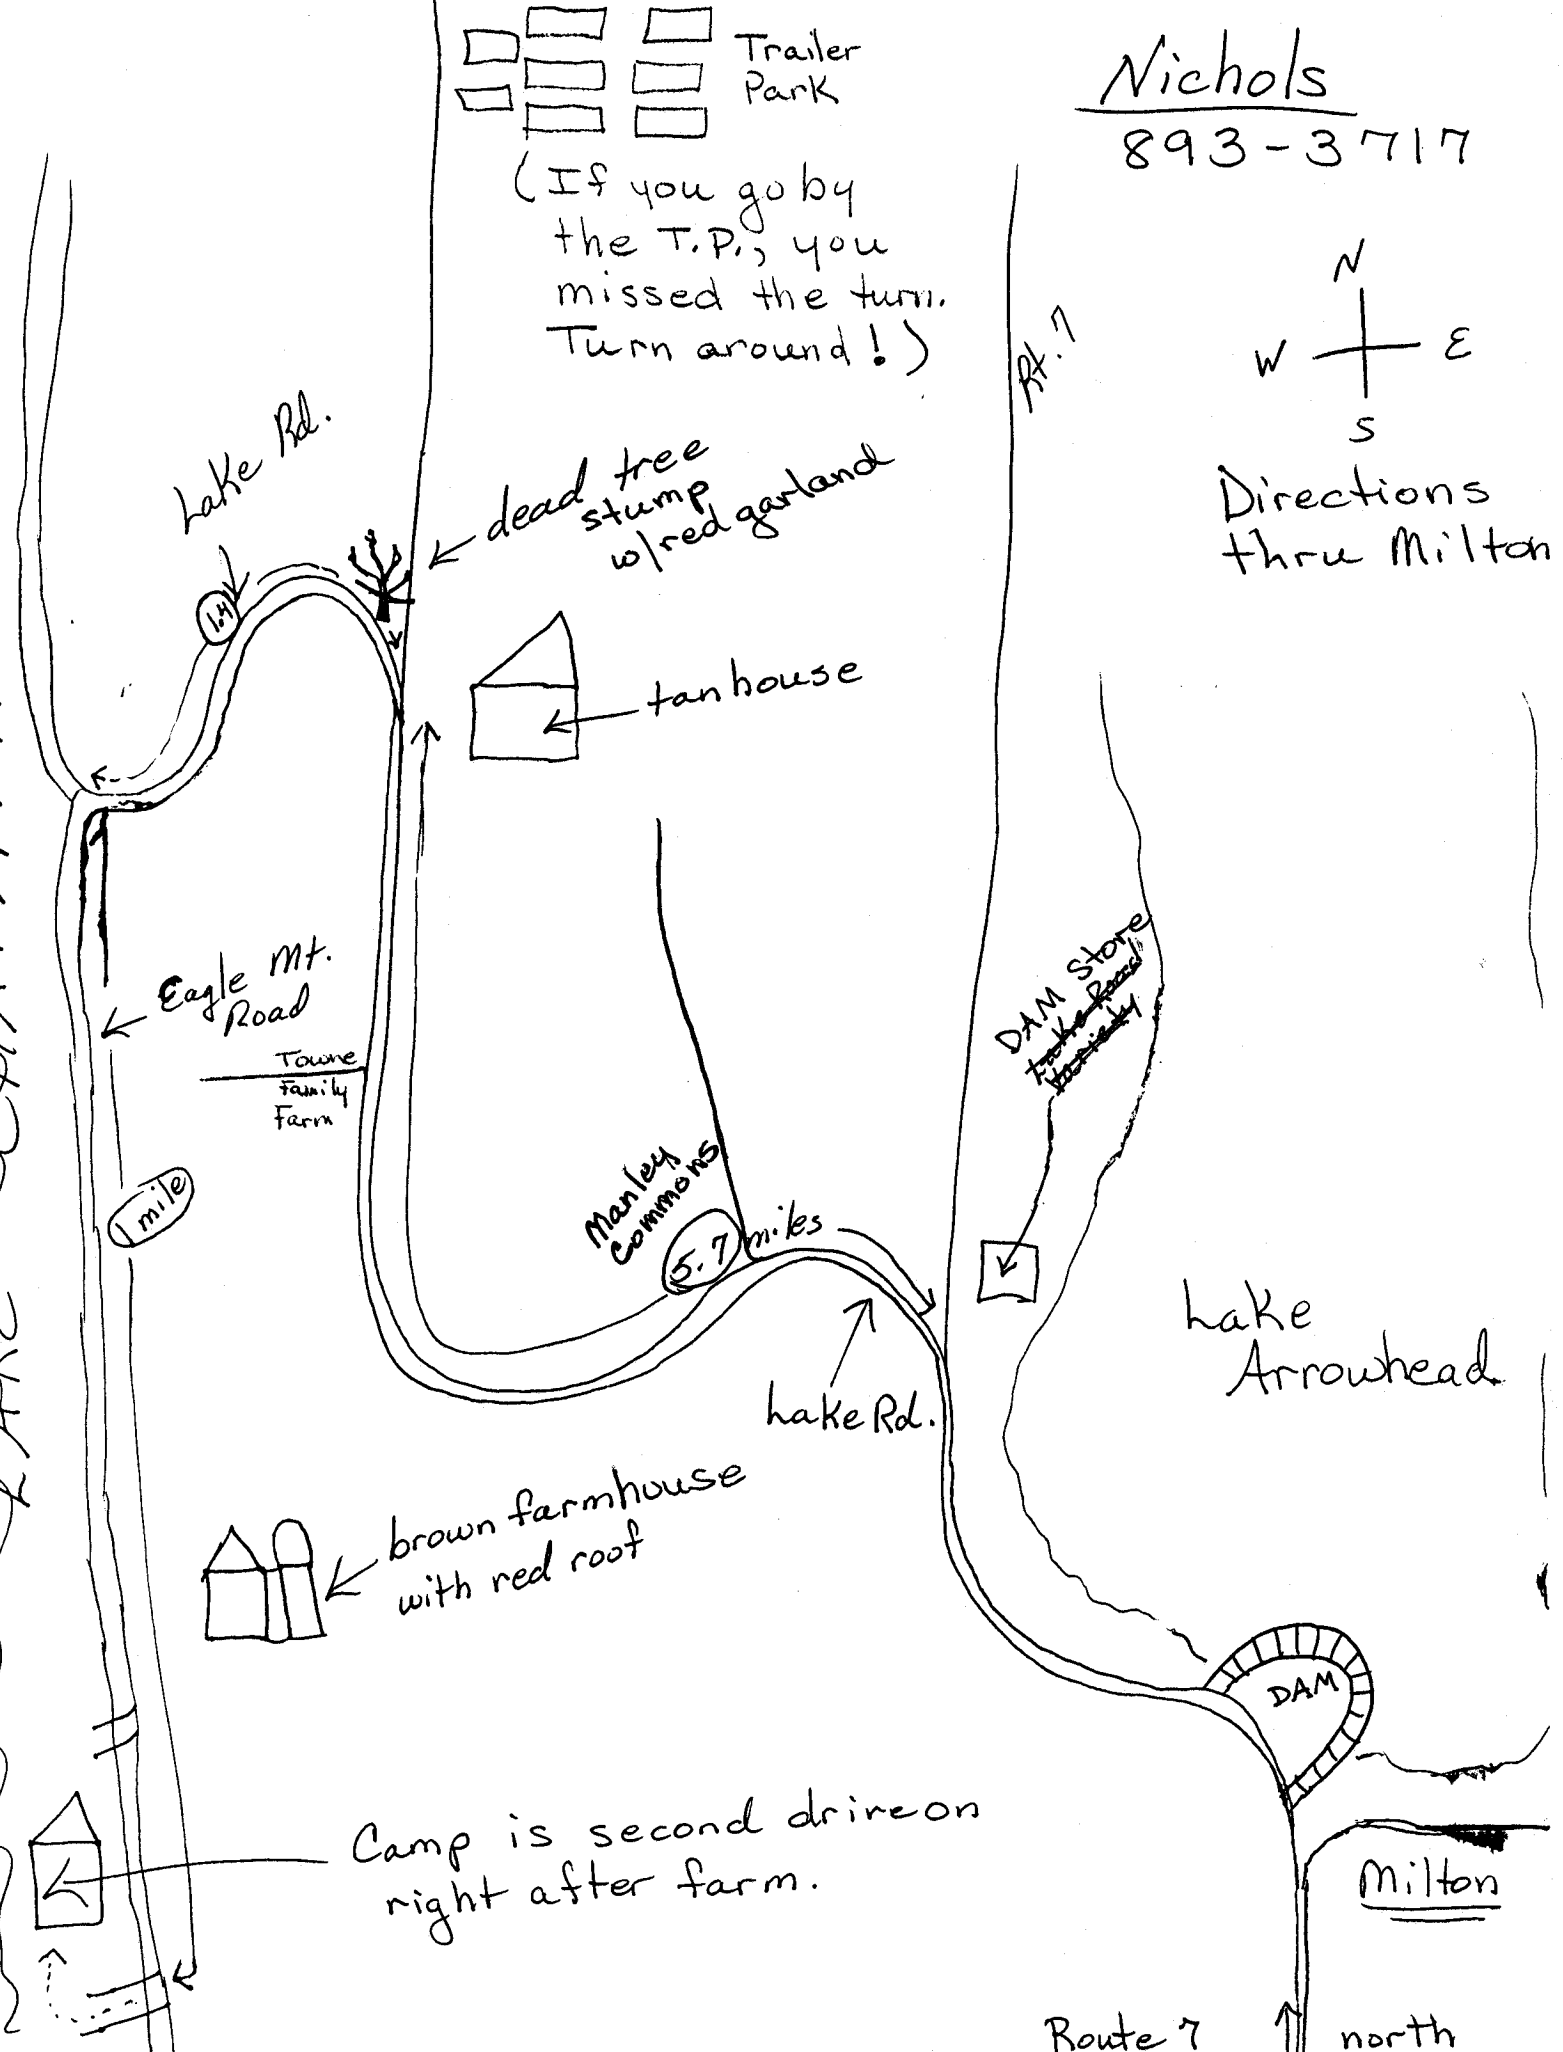 Nichols
893-3717
Trailer
Park
(If you go by
the T.P., you
missed the turn.
Turn around!)
N
W
E
S
Rt. 7
Directions
thru Milton
Lake Rd.
dead tree
stump
w/red garland
1.4
tan house
DAM Store
Eagle Mt.
Road
Towne
Family
Farm
1 mile
Manley
Commons
5.7 miles
Lake
Arrowhead
Lake Rd.
brown farmhouse
with red roof
DAM
Camp is second drive on
right after farm.
Milton
Route 7
north